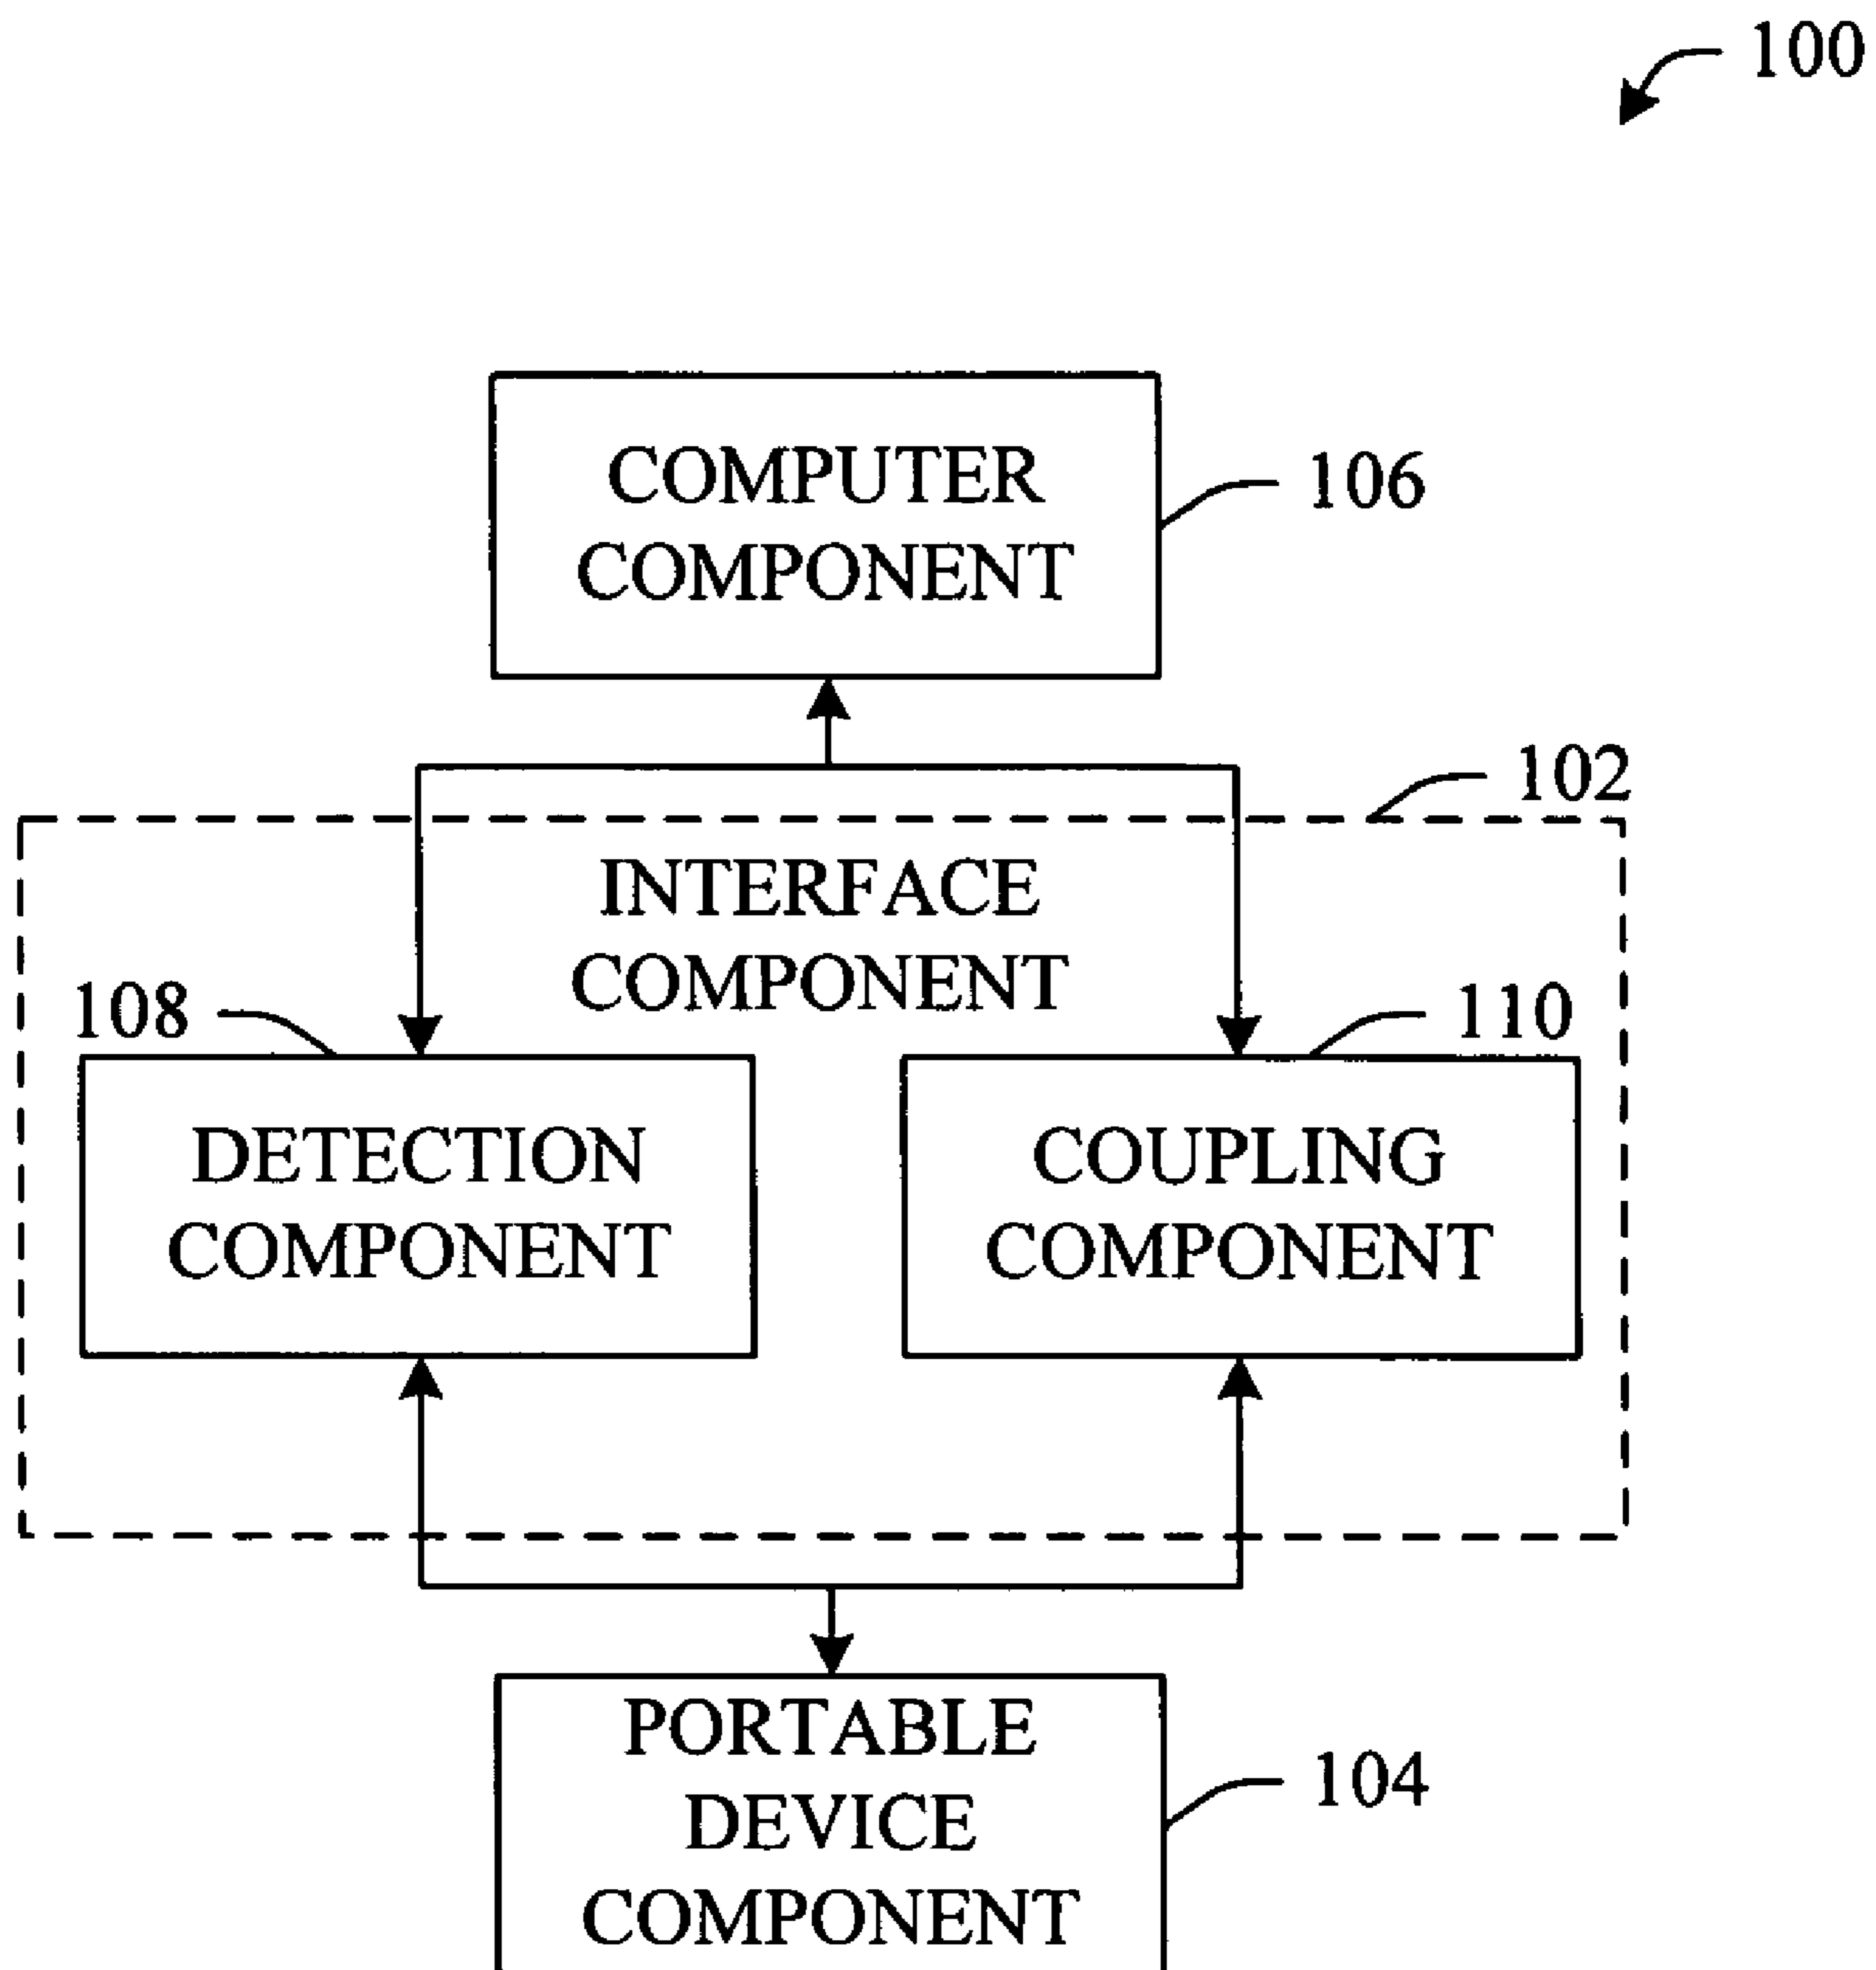 100
COMPUTER
COMPONENT
106
102
INTERFACE
COMPONENT
108
110
DETECTION
COMPONENT
COUPLING
COMPONENT
PORTABLE
DEVICE
COMPONENT
104